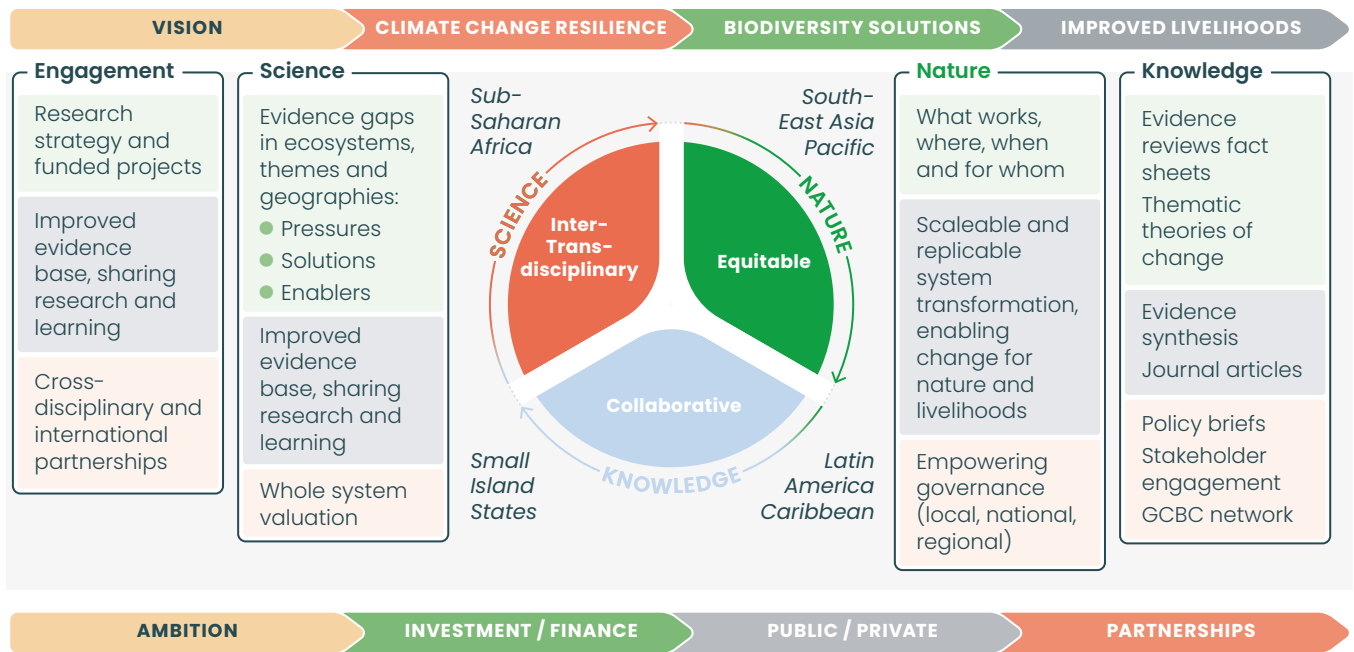 VISION
CLIMATE CHANGE RESILIENCE
BIODIVERSITY SOLUTIONS
IMPROVED LIVELIHOODS
Engagement
Research
strategy and
funded projects
Improved
evidence
base, sharing
research and
learning
Cross-
disciplinary and
international
partnerships
Science
Evidence gaps
in ecosystems,
themes and
geographies:
Pressures
Solutions
Enablers
Improved
evidence
base, sharing
research and
learning
Whole system
valuation
Sub-
Saharan
Africa
South-
East Asia
Pacific
SCIENCE
NATURE
Inter-
Trans-
disciplinary
Equitable
Collaborative
KNOWLEDGE
Small
Island
States
Latin
America
Caribbean
Nature
What works,
where, when
and for whom
Scaleable and
replicable
system
transformation,
enabling
change for
nature and
livelihoods
Empowering
governance
(local, national,
regional)
Knowledge
Evidence
reviews fact
sheets
Thematic
theories of
change
Evidence
synthesis
Journal articles
Policy briefs
Stakeholder
engagement
GCBC network
AMBITION
INVESTMENT / FINANCE
PUBLIC / PRIVATE
PARTNERSHIPS